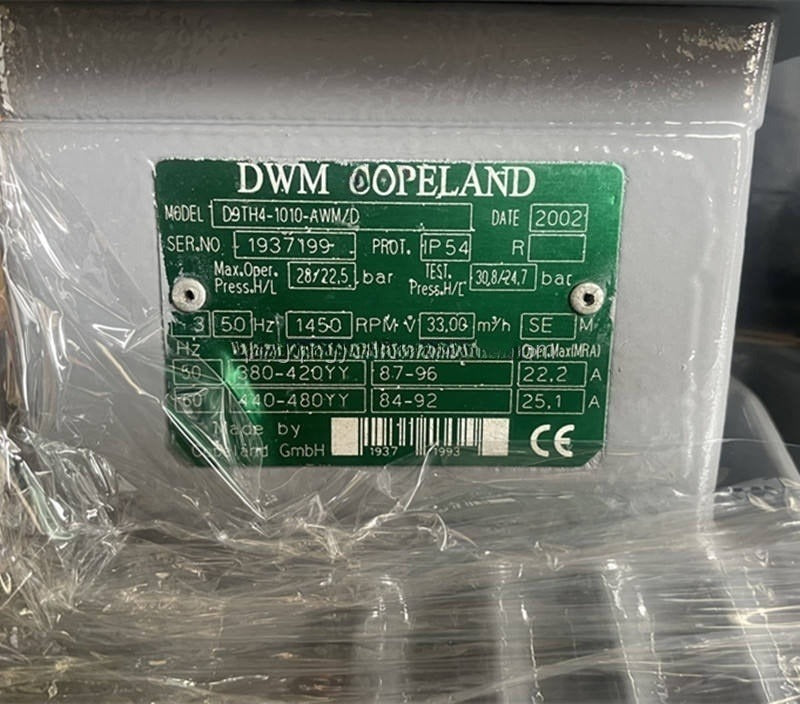 DWM COPELAND
MODEL D9TH4-1010-AWM/D DATE 2002
SER.NO 1937199 PROT. IP54 R
Max.Oper. Press.H/L 28/22,5 bar TEST. Press.H/L 30,8/24,7 bar
3 50 Hz 1450 RPM V 33,00 m³/h SE M
Hz Oper.Max(MRA)
50 380-420YY 87-96 22.2 A
60 440-480YY 84-92 25,1 A
Made by
Copeland GmbH 1937 1993 CE